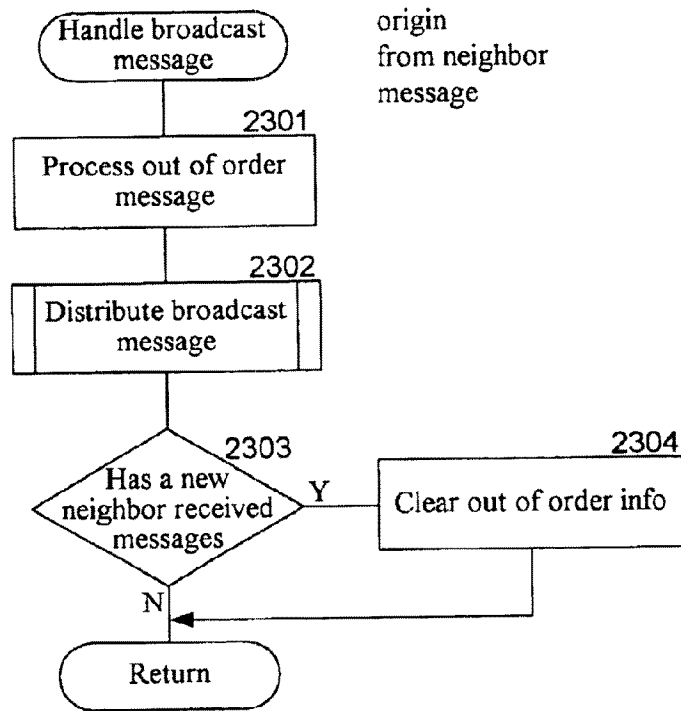 Handle broadcast
message
origin
from neighbor
message
2301
Process out of order
message
2302
Distribute broadcast
message
2303
Has a new
neighbor received
messages
Y
2304
Clear out of order info
N
Return